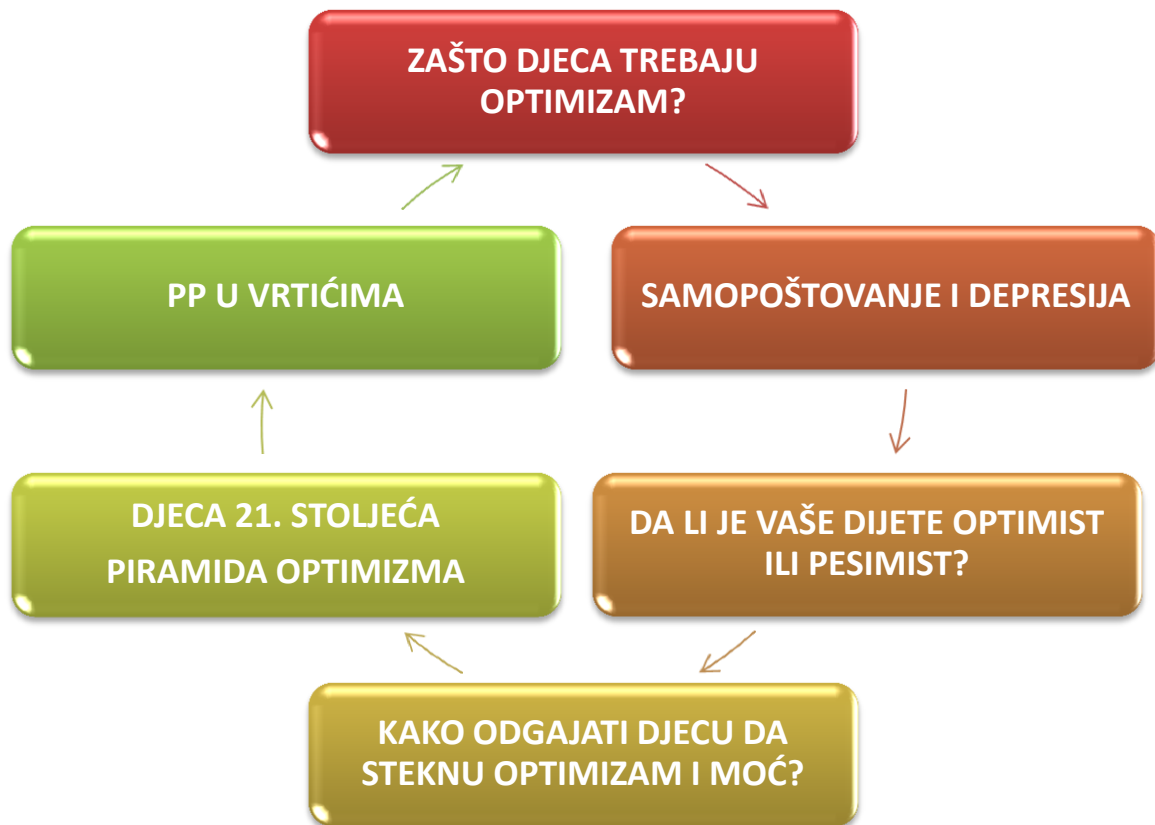 ZAŠTO DJECA TREBAJU
OPTIMIZAM?
SAMOPOŠTOVANJE I DEPRESIJA
DA LI JE VAŠE DIJETE OPTIMIST
ILI PESIMIST?
KAKO ODGAJATI DJECU DA
STEKNU OPTIMIZAM I MOĆ?
DJECA 21. STOLJEĆA
PIRAMIDA OPTIMIZMA
PP U VRTIĆIMA